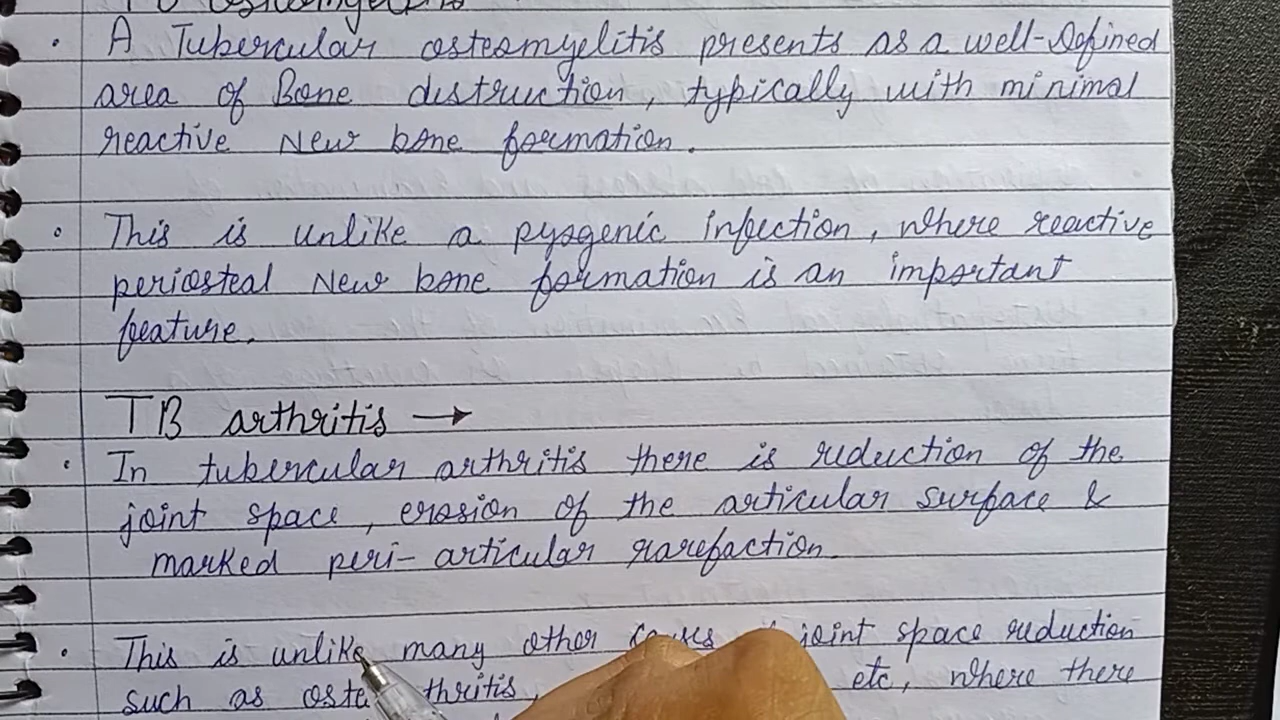 TB osteomyelitis
• A Tubercular osteomyelitis presents as a well-Defined
area of Bone destruction, typically with minimal
reactive New bone formation.
• This is unlike a pyogenic infection, where reactive
periosteal New bone formation is an important
feature.
TB arthritis →
• In tubercular arthritis there is reduction of the
joint space, erosion of the articular surface &
marked peri-articular rarefaction.
• This is unlike many other joint space reduction
such as etc, where there